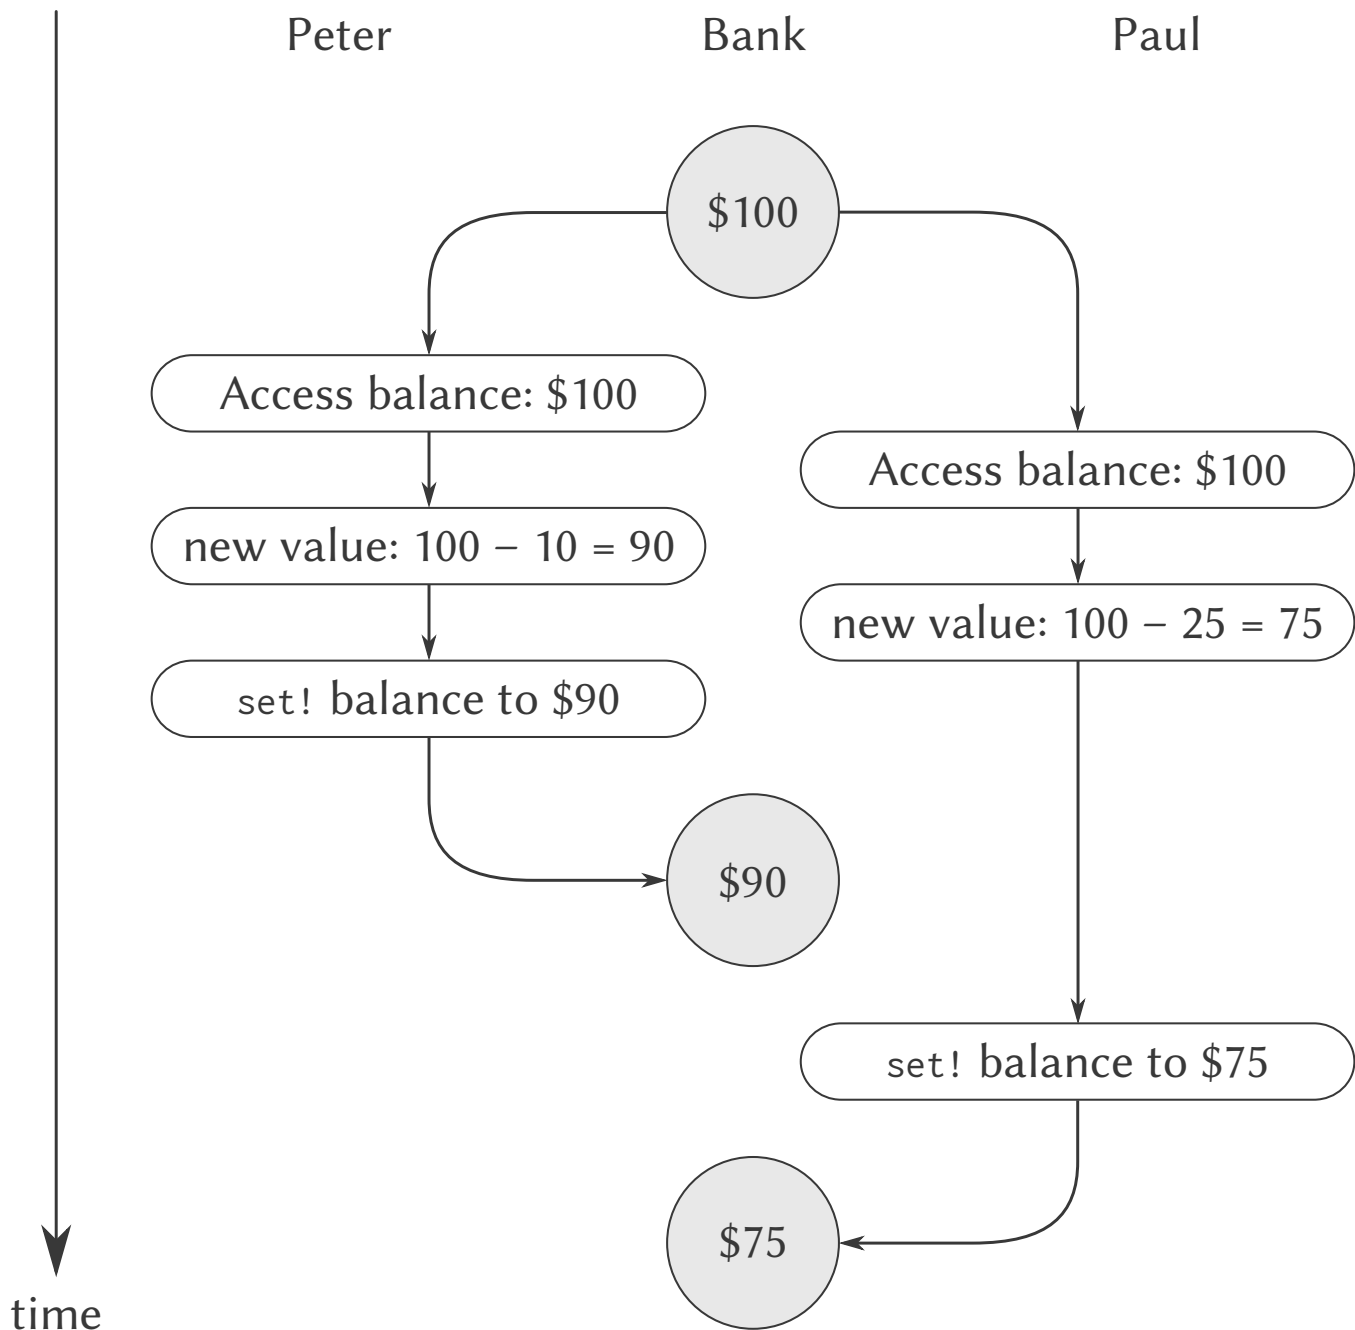 Peter Bank Paul
$100
Access balance: $100
Access balance: $100
new value: 100 – 10 = 90
new value: 100 – 25 = 75
set! balance to $90
$90
set! balance to $75
$75
time